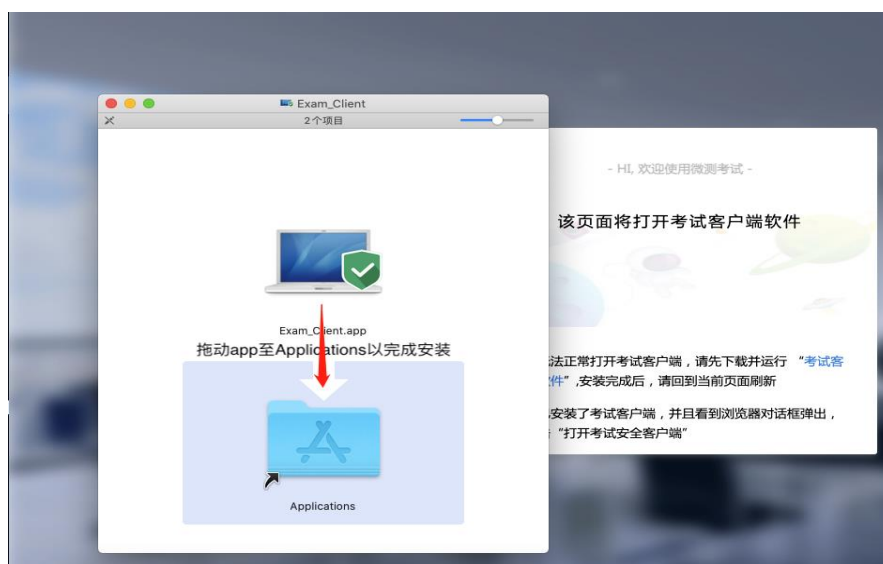 Exam_Client
2个项目
Exam_Client.app
拖动app至Applications以完成安装
Applications
- HI, 欢迎使用微测考试 -
该页面将打开考试客户端软件
法正常打开考试客户端，请先下载并运行 “考试客
件”,安装完成后，请回到当前页面刷新
安装了考试客户端，并且看到浏览器对话框弹出，
“打开考试安全客户端”